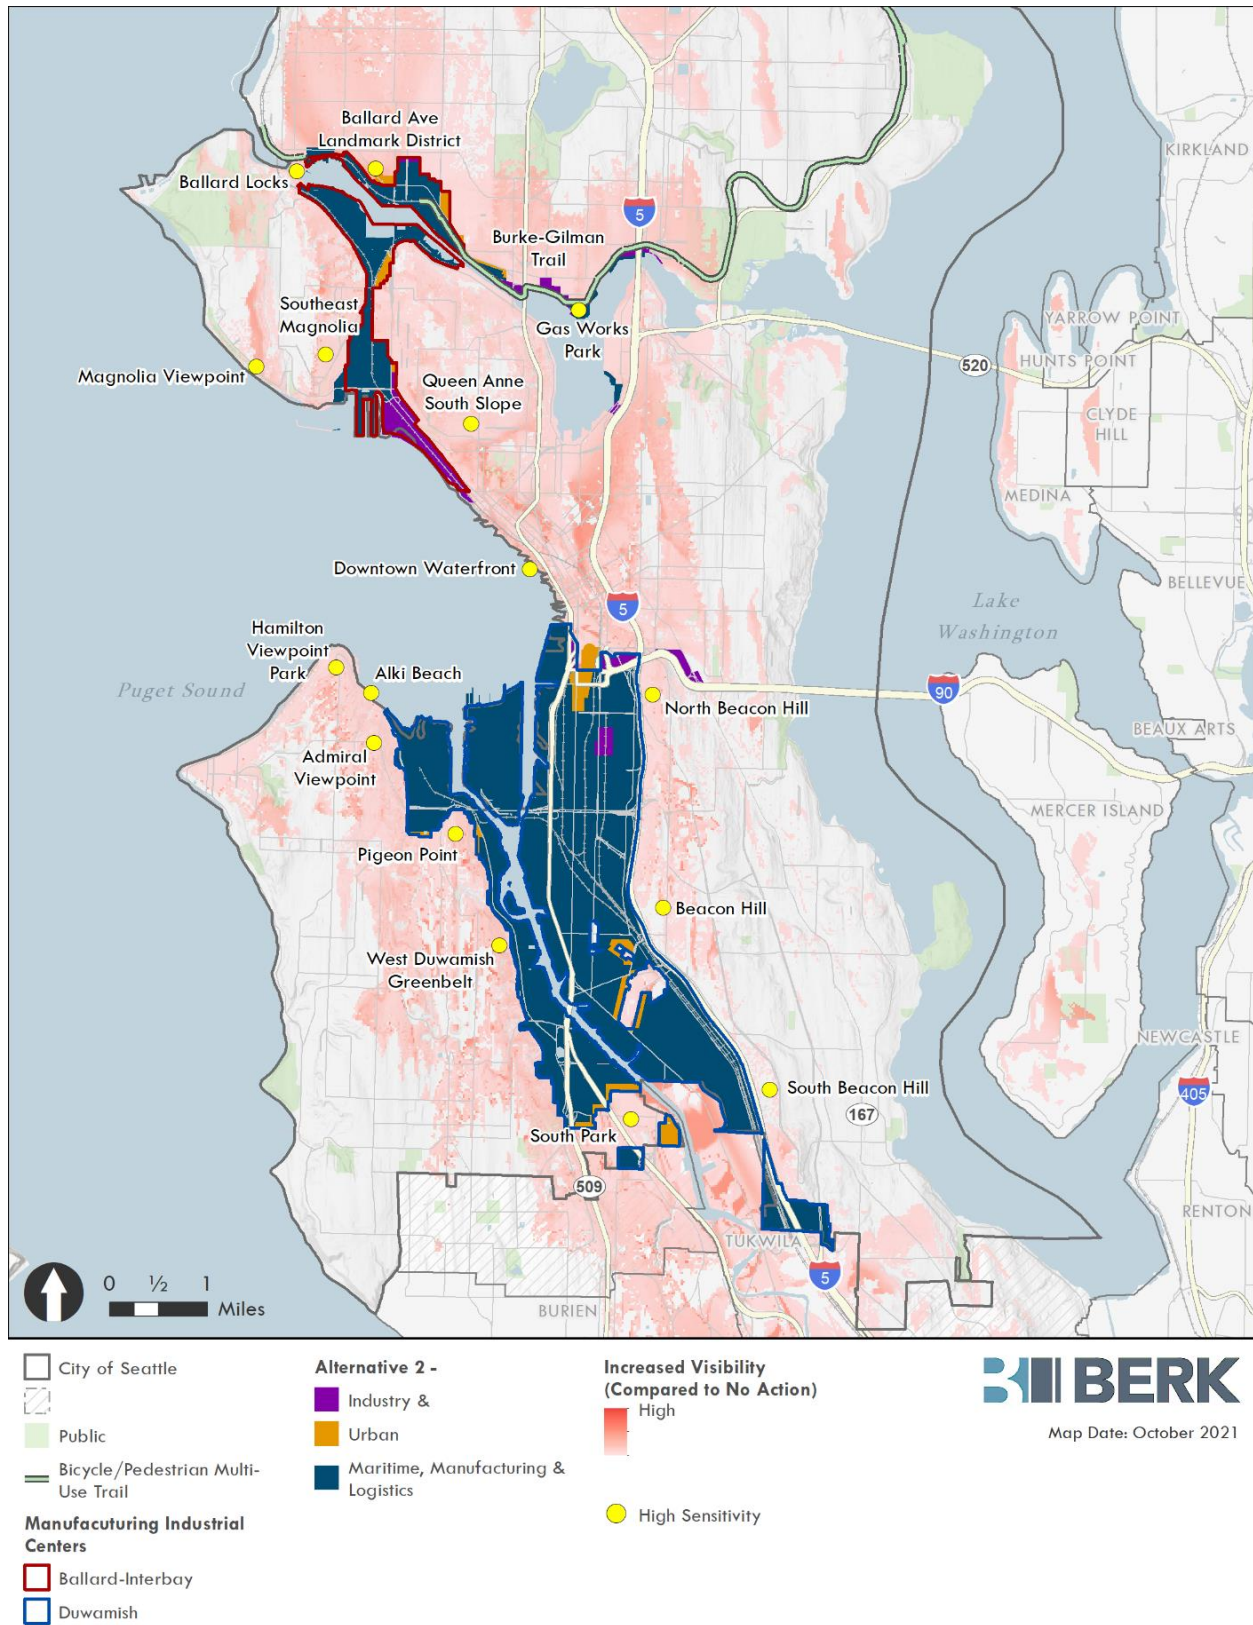 KIRKLAND
Ballard Ave
Landmark District
Ballard Locks
5
Burke-Gilman
Trail
Southeast
Magnolia
Gas Works
Park
YARROW POINT
HUNTS POINT
520
Magnolia Viewpoint
Queen Anne
South Slope
CLYDE
HILL
MEDINA
Downtown Waterfront
BELLEVUE
5
Lake
Washington
Hamilton
Viewpoint
Park
Alki Beach
Puget Sound
90
North Beacon Hill
BEAUX ARTS
Admiral
Viewpoint
MERCER ISLAND
Pigeon Point
Beacon Hill
West Duwamish
Greenbelt
NEWCASTLE
South Beacon Hill
405
167
South Park
509
RENTON
TUKWILA
5
0 ½ 1
Miles
BURIEN
City of Seattle
Public
Bicycle/Pedestrian Multi-
Use Trail
Manufacuturing Industrial
Centers
Ballard-Interbay
Duwamish
Alternative 2 -
Industry &
Urban
Maritime, Manufacturing &
Logistics
Increased Visibility
(Compared to No Action)
High
High Sensitivity
BERK
Map Date: October 2021